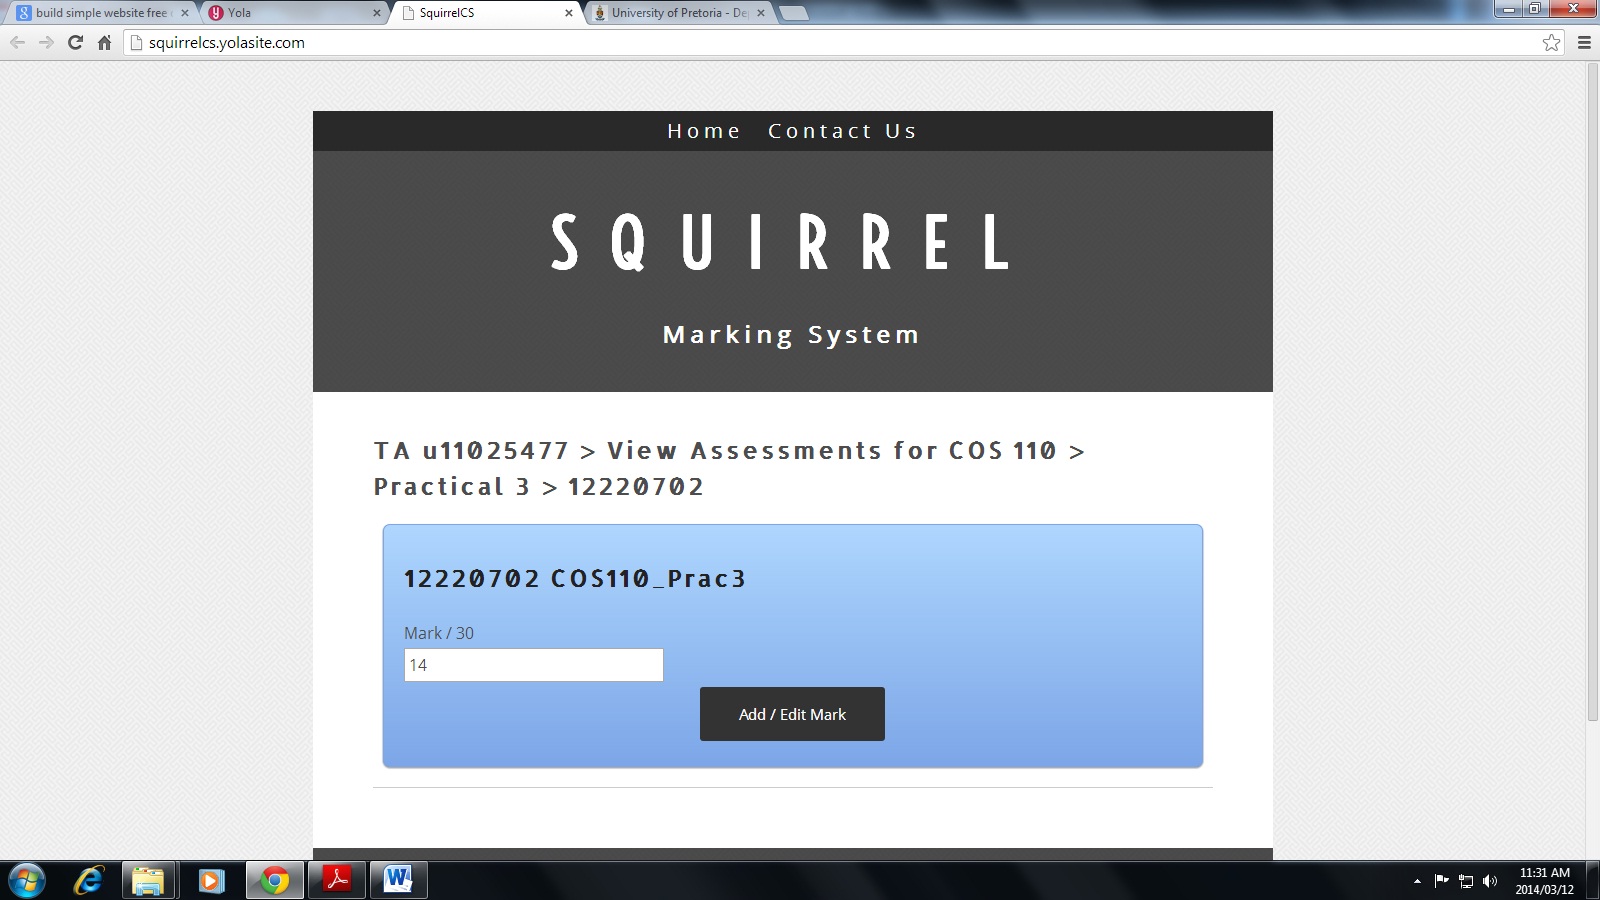 build simple website free
Yola
SquirrelCS
University of Pretoria - De
squirrelcs.yolasite.com
Home Contact Us
SQUIRREL
Marking System
TA u11025477 > View Assessments for COS 110 >
Practical 3 > 12220702
12220702 COS110_Prac3
Mark / 30
14
Add / Edit Mark
11:31 AM
2014/03/12